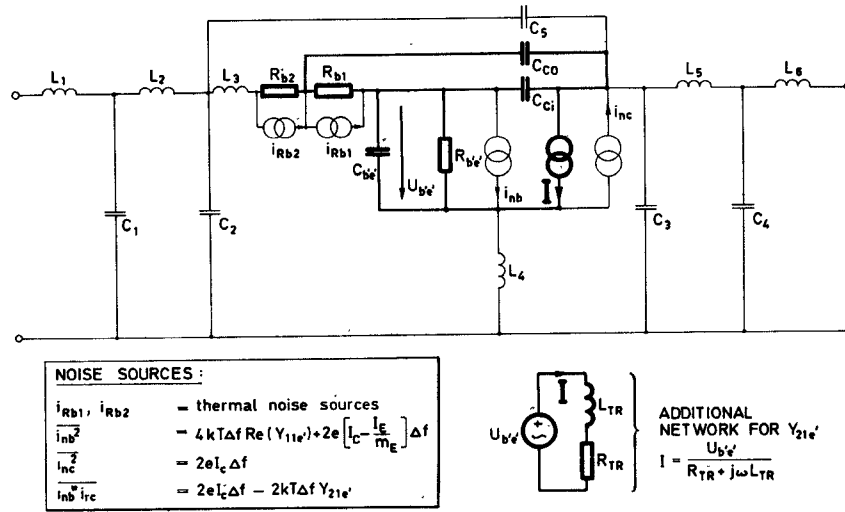 C5
L1
L2
L3
Rb2
Rb1
Cco
Cci
L5
L6
iRb2
iRb1
Cb'e'
Ub'e'
Rb'e'
inb
I
inc
C1
C2
C3
C4
L4
NOISE SOURCES :
iRb1, iRb2 = thermal noise sources
inb² = 4kTΔf Re(Y11e')+2e[IC - IE/mE]Δf
inc² = 2eIcΔf
inb* irc = 2eIcΔf - 2kTΔf Y21e'
I
LTR
Ub'e'
RTR
ADDITIONAL
NETWORK FOR Y21e'
I = Ub'e' / RTR + jωLTR